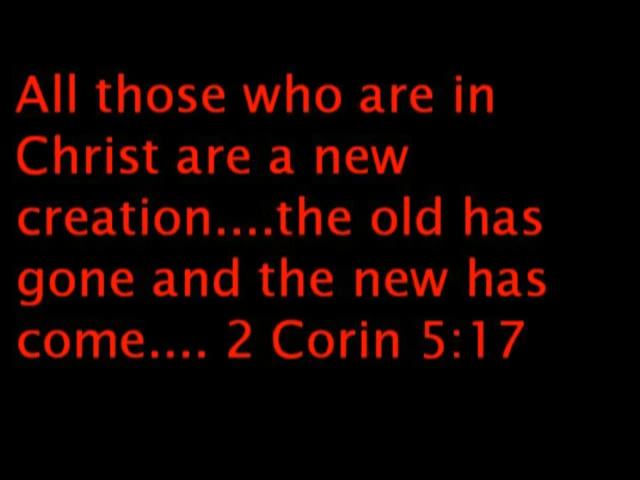 All those who are in
Christ are a new
creation....the old has
gone and the new has
come.... 2 Corin 5:17